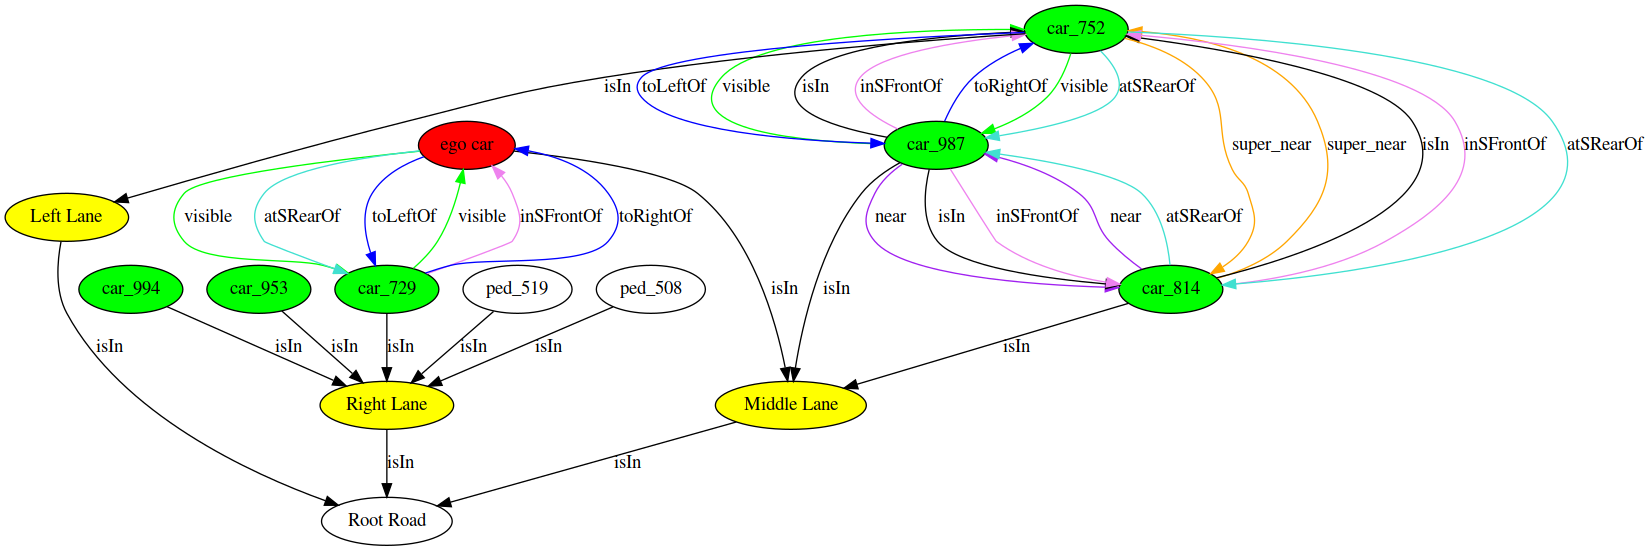 car_752
isIn
toLeftOf
visible
isIn
inSFrontOf
toRightOf
visible
atSRearOf
ego car
car_987
super_near
super_near
isIn
inSFrontOf
atSRearOf
Left Lane
visible
atSRearOf
toLeftOf
visible
inSFrontOf
toRightOf
near
isIn
inSFrontOf
near
atSRearOf
car_994
car_953
car_729
ped_519
ped_508
isIn
isIn
car_814
isIn
isIn
isIn
isIn
isIn
isIn
isIn
Right Lane
Middle Lane
isIn
isIn
Root Road